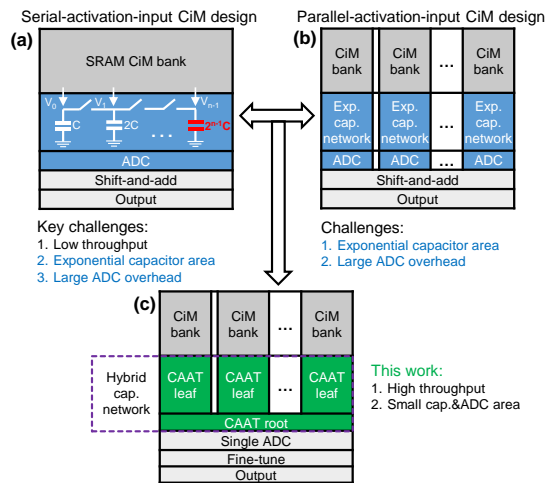 Serial-activation-input CiM design
(a)
SRAM CiM bank
V0 V1 Vn-1
C 2C ... 2ⁿ⁻¹C
ADC
Shift-and-add
Output
Key challenges:
1. Low throughput
2. Exponential capacitor area
3. Large ADC overhead
Parallel-activation-input CiM design
(b)
CiM bank CiM bank ... CiM bank
Exp. cap. network Exp. cap. network ... Exp. cap. network
ADC ADC ... ADC
Shift-and-add
Output
Challenges:
1. Exponential capacitor area
2. Large ADC overhead
(c)
CiM bank CiM bank ... CiM bank
Hybrid cap. network
CAAT leaf CAAT leaf ... CAAT leaf
CAAT root
Single ADC
Fine-tune
Output
This work:
1. High throughput
2. Small cap.&ADC area